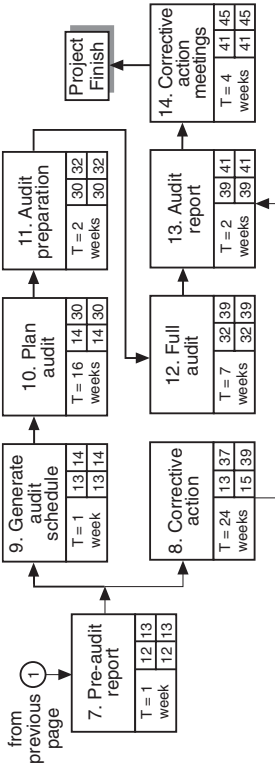 from
previous
page
1
7. Pre-audit
report
T = 1
week
12 13
12 13
9. Generate
audit
schedule
T = 1
week
13 14
13 14
10. Plan
audit
T = 16
weeks
14 30
14 30
11. Audit
preparation
T = 2
weeks
30 32
30 32
8. Corrective
action
T = 24
weeks
13 37
15 39
12. Full
audit
T = 7
weeks
32 39
32 39
13. Audit
report
T = 2
weeks
39 41
39 41
14. Corrective
action
meetings
T = 4
weeks
41 45
41 45
Project
Finish